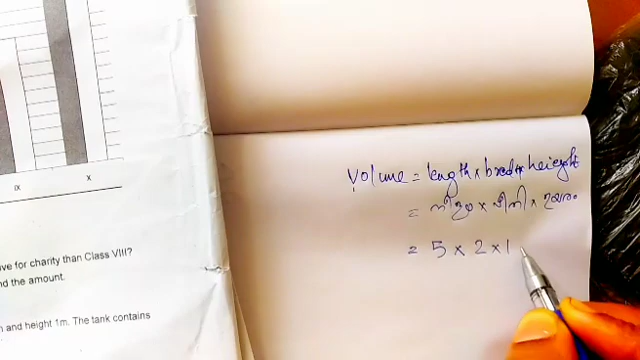 IX X
ve for charity than Class VIII?
nd the amount.
n and height 1m. The tank contains
Volume = length x bredth x height
= നീളം x വീതി x ഉയരം
= 5 x 2 x 1